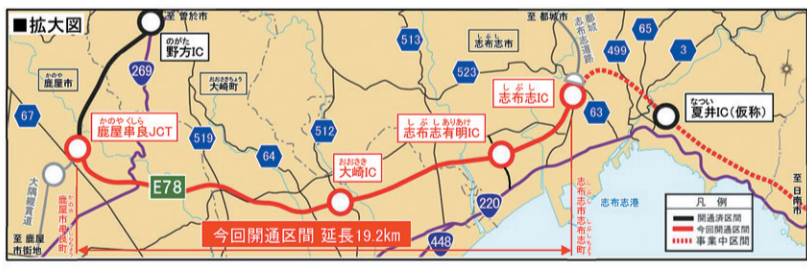 ■拡大図
至 曽於市
のがた
野方IC
269
かのや
鹿屋市
おおさきちょう
大崎町
513
しぶし
志布志市
523
至 都城市
都城
志布志道路
499
65
3
67
かのやくしら
鹿屋串良JCT
519
64
512
しぶしありあけ
志布志有明IC
しぶし
志布志IC
63
なつい
夏井IC(仮称)
おおさき
大崎IC
E78
大隅縦貫道
至 鹿屋
市街地
鹿屋市串良町
今回開通区間 延長19.2km
220
448
志布志市志布志町
志布志港
至 日南市
凡 例
開通済区間
今回開通区間
事業中区間